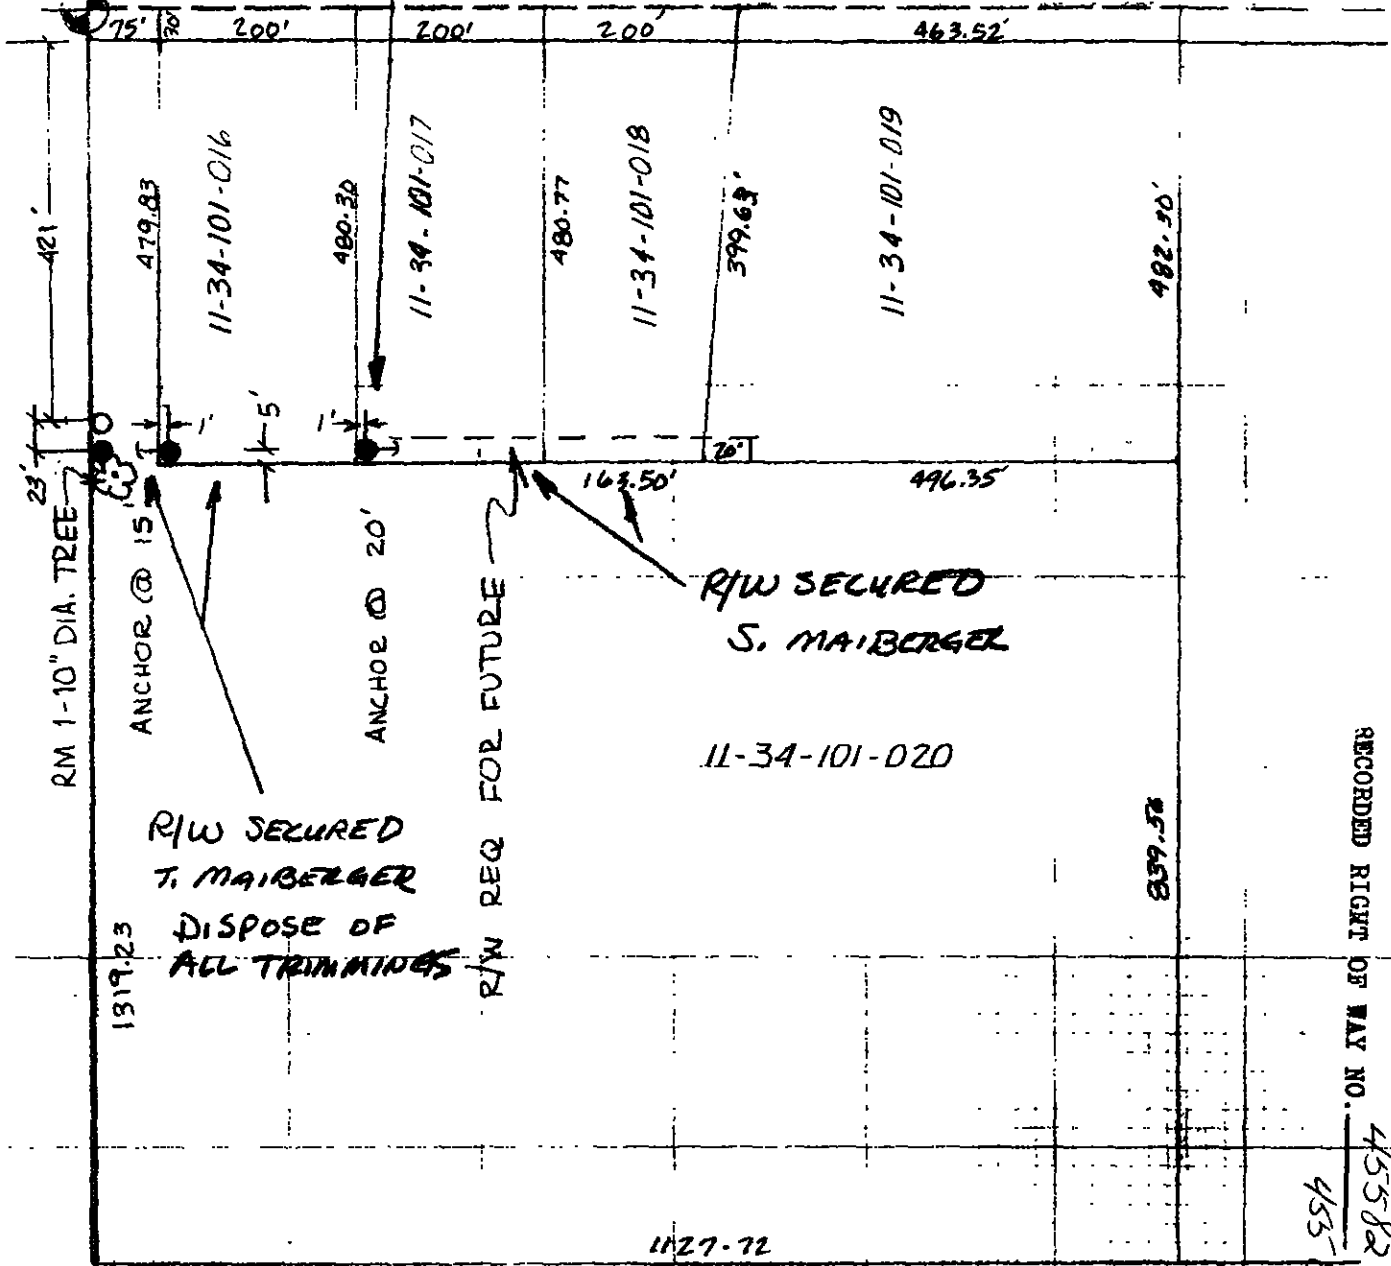 75'
30'
200'
200'
200'
463.52'
421'
479.83
11-34-101-016
480.30
11-34-101-017
480.77
11-34-101-018
399.63'
11-34-101-019
482.30'
1'
5'
1'
20'
23'
163.50'
496.35'
RM 1-10" DIA. TREE
ANCHOR @ 15'
ANCHOR @ 20'
R/W REQ FOR FUTURE
R/W SECURED
S. MAIBERGER
11-34-101-020
R/W SECURED
T. MAIBERGER
DISPOSE OF
ALL TRIMMINGS
1319.23
839.56
1127.72
RECORDED RIGHT OF WAY NO.
45582
455